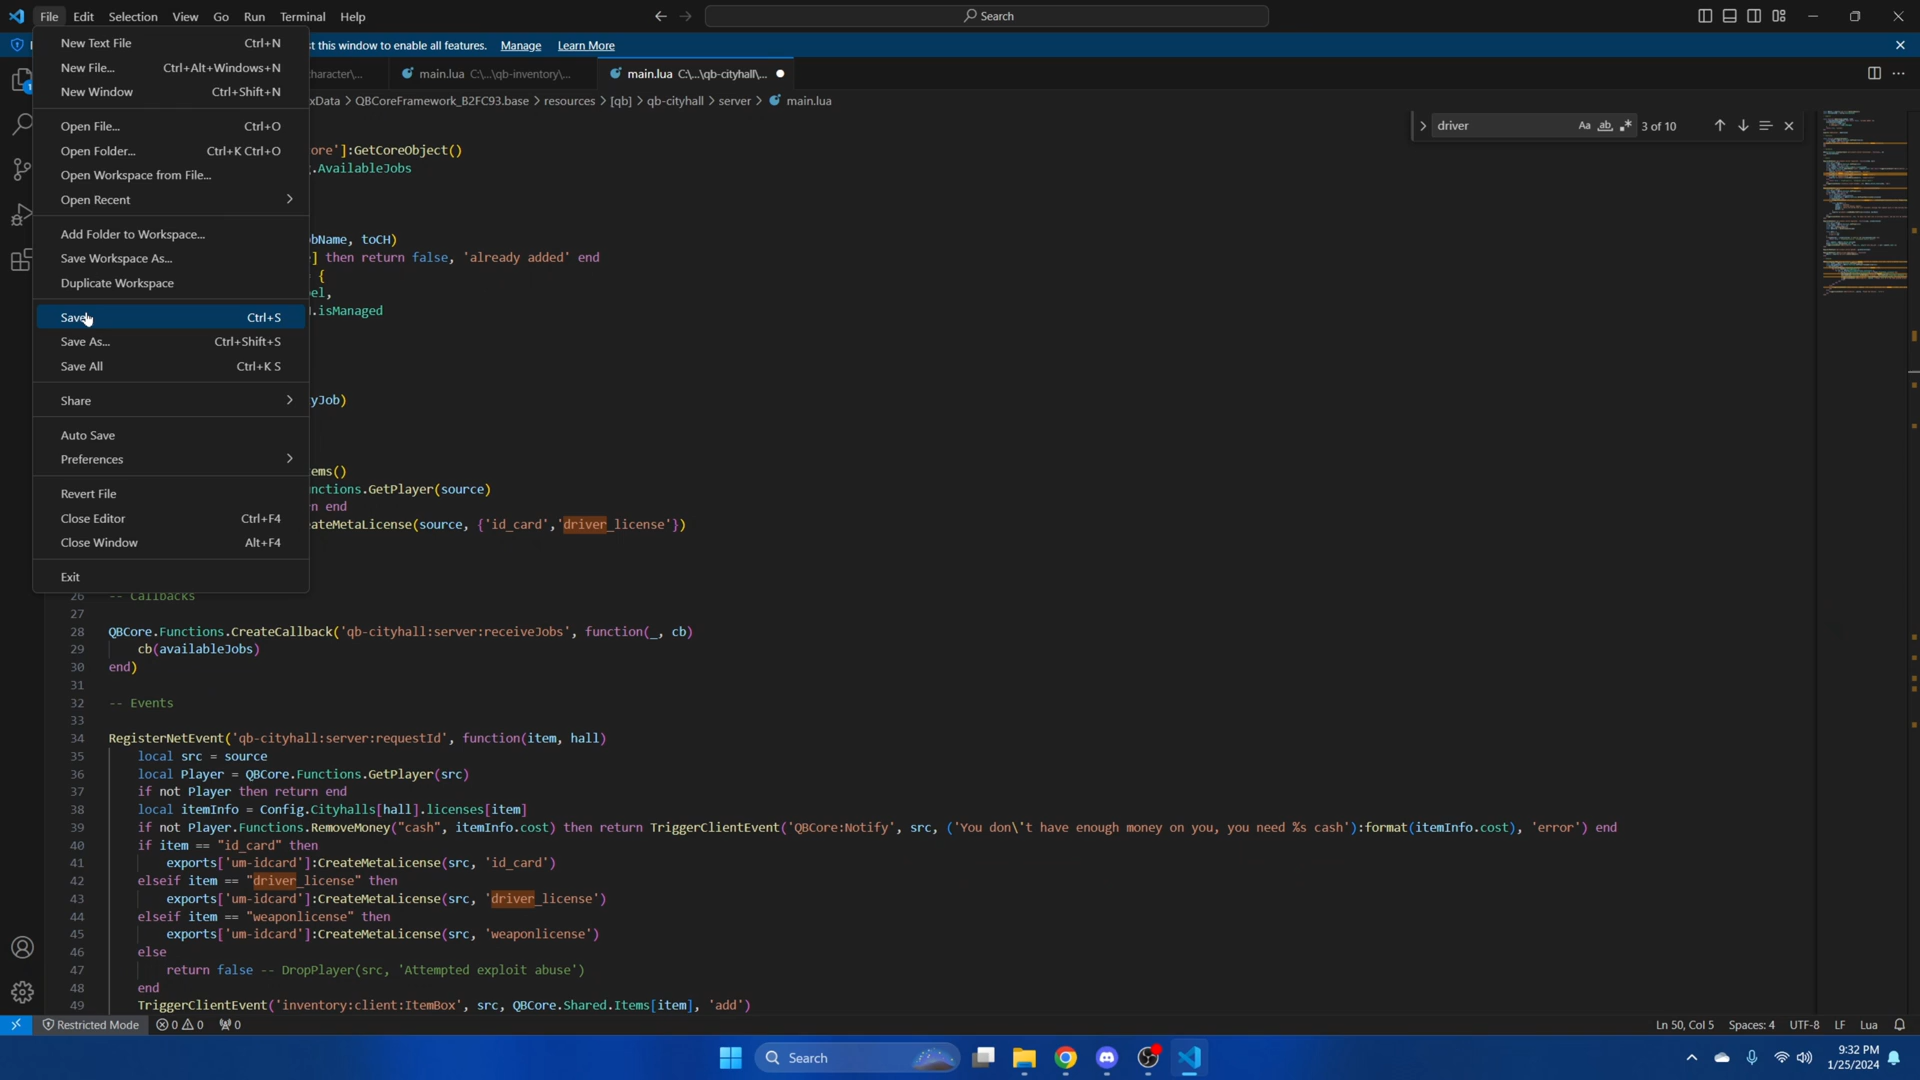 File Edit Selection View Go Run Terminal Help
Search
New Text File Ctrl+N
t this window to enable all features. Manage Learn More
New File... Ctrl+Alt+Windows+N
haracter\... main.lua C:\...\qb-inventory\... main.lua C:\...\qb-cityhall\...
New Window Ctrl+Shift+N
xData > QBCoreFramework_B2FC93.base > resources > [qb] > qb-cityhall > server > main.lua
Open File... Ctrl+O
driver Aa ab 3 of 10
Open Folder... Ctrl+K Ctrl+O
ore']:GetCoreObject()
.AvailableJobs
Open Workspace from File...
Open Recent
Add Folder to Workspace...
bName, toCH)
Save Workspace As...
] then return false, 'already added' end
{
Duplicate Workspace
el,
.isManaged
Save Ctrl+S
Save As... Ctrl+Shift+S
Save All Ctrl+K S
Share
yJob)
Auto Save
Preferences
ems()
nctions.GetPlayer(source)
Revert File
n end
Close Editor Ctrl+F4
ateMetaLicense(source, {'id_card','driver_license'})
Close Window Alt+F4
Exit
26 -- Callbacks
27
28 QBCore.Functions.CreateCallback('qb-cityhall:server:receiveJobs', function(_, cb)
29 cb(availableJobs)
30 end)
31
32 -- Events
33
34 RegisterNetEvent('qb-cityhall:server:requestId', function(item, hall)
35 local src = source
36 local Player = QBCore.Functions.GetPlayer(src)
37 if not Player then return end
38 local itemInfo = Config.Cityhalls[hall].licenses[item]
39 if not Player.Functions.RemoveMoney("cash", itemInfo.cost) then return TriggerClientEvent('QBCore:Notify', src, ('You don\'t have enough money on you, you need %s cash'):format(itemInfo.cost), 'error') end
40 if item == "id_card" then
41 exports['um-idcard']:CreateMetaLicense(src, 'id_card')
42 elseif item == "driver_license" then
43 exports['um-idcard']:CreateMetaLicense(src, 'driver_license')
44 elseif item == "weaponlicense" then
45 exports['um-idcard']:CreateMetaLicense(src, 'weaponlicense')
46 else
47 return false -- DropPlayer(src, 'Attempted exploit abuse')
48 end
49 TriggerClientEvent('inventory:client:ItemBox', src, QBCore.Shared.Items[item], 'add')
Restricted Mode 0 0 0 Ln 50, Col 5 Spaces: 4 UTF-8 LF Lua
Search
9:32 PM
1/25/2024